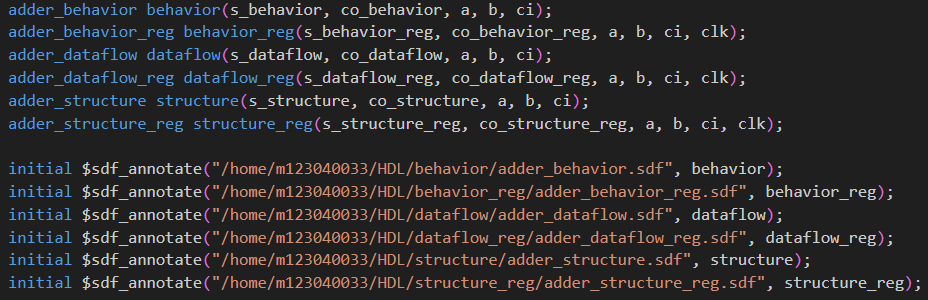 adder_behavior behavior(s_behavior, co_behavior, a, b, ci);
adder_behavior_reg behavior_reg(s_behavior_reg, co_behavior_reg, a, b, ci, clk);
adder_dataflow dataflow(s_dataflow, co_dataflow, a, b, ci);
adder_dataflow_reg dataflow_reg(s_dataflow_reg, co_dataflow_reg, a, b, ci, clk);
adder_structure structure(s_structure, co_structure, a, b, ci);
adder_structure_reg structure_reg(s_structure_reg, co_structure_reg, a, b, ci, clk);
initial $sdf_annotate("/home/m123040033/HDL/behavior/adder_behavior.sdf", behavior);
initial $sdf_annotate("/home/m123040033/HDL/behavior_reg/adder_behavior_reg.sdf", behavior_reg);
initial $sdf_annotate("/home/m123040033/HDL/dataflow/adder_dataflow.sdf", dataflow);
initial $sdf_annotate("/home/m123040033/HDL/dataflow_reg/adder_dataflow_reg.sdf", dataflow_reg);
initial $sdf_annotate("/home/m123040033/HDL/structure/adder_structure.sdf", structure);
initial $sdf_annotate("/home/m123040033/HDL/structure_reg/adder_structure_reg.sdf", structure_reg);